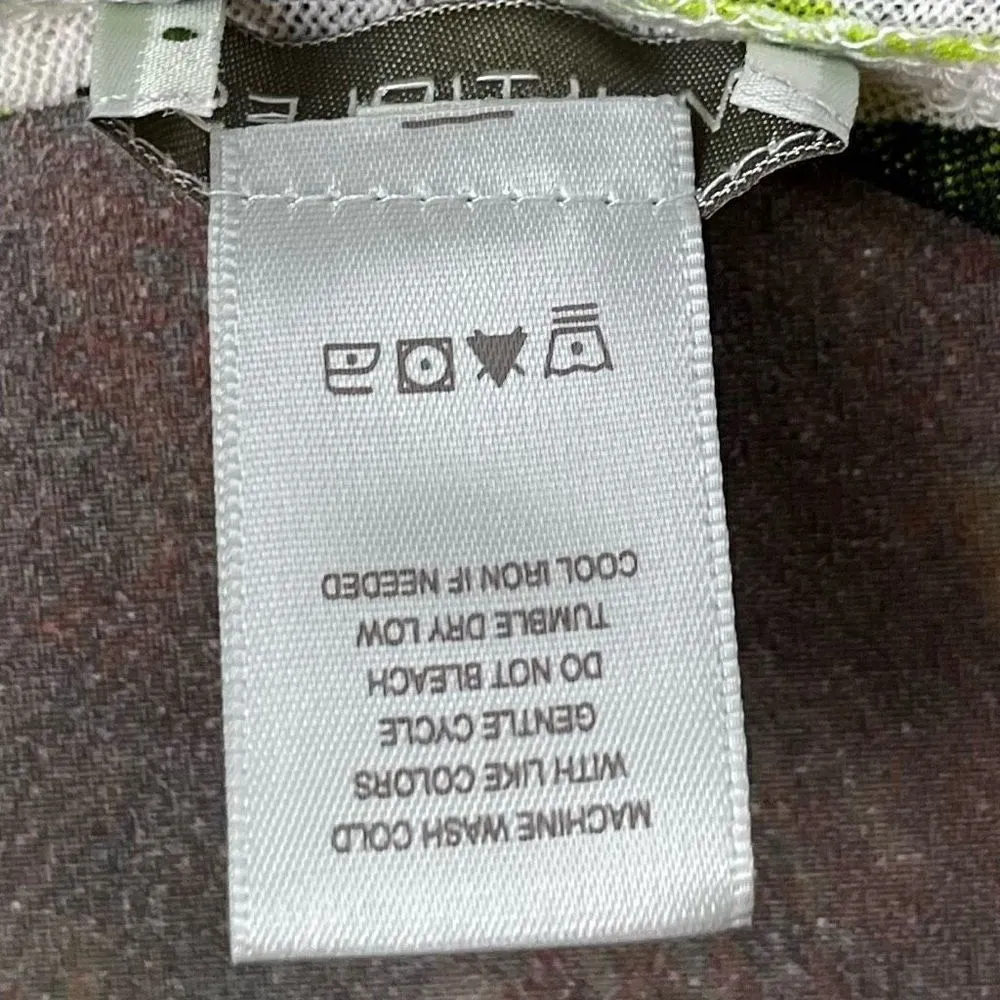 MACHINE WASH COLD
WITH LIKE COLORS
GENTLE CYCLE
DO NOT BLEACH
TUMBLE DRY LOW
COOL IRON IF NEEDED